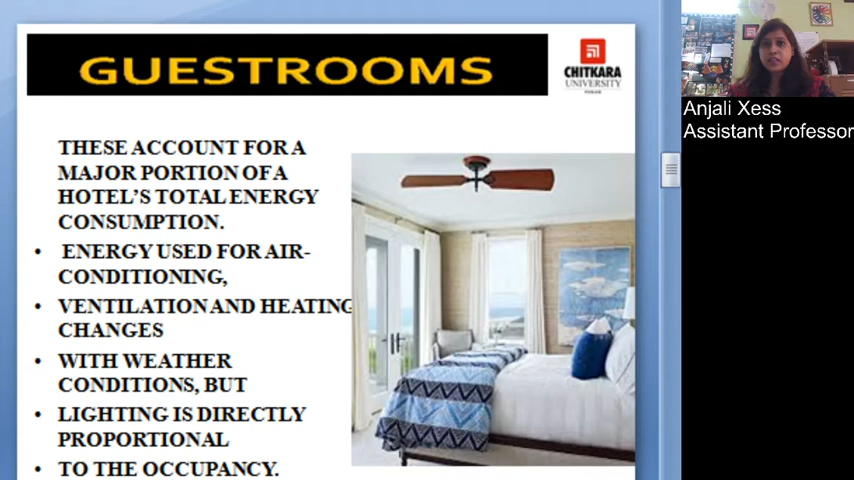 GUESTROOMS
CHITKARA
UNIVERSITY
THESE ACCOUNT FOR A
MAJOR PORTION OF A
HOTEL'S TOTAL ENERGY
CONSUMPTION.
• ENERGY USED FOR AIR-
CONDITIONING,
• VENTILATION AND HEATING
CHANGES
• WITH WEATHER
CONDITIONS, BUT
• LIGHTING IS DIRECTLY
PROPORTIONAL
• TO THE OCCUPANCY.
Anjali Xess
Assistant Professor